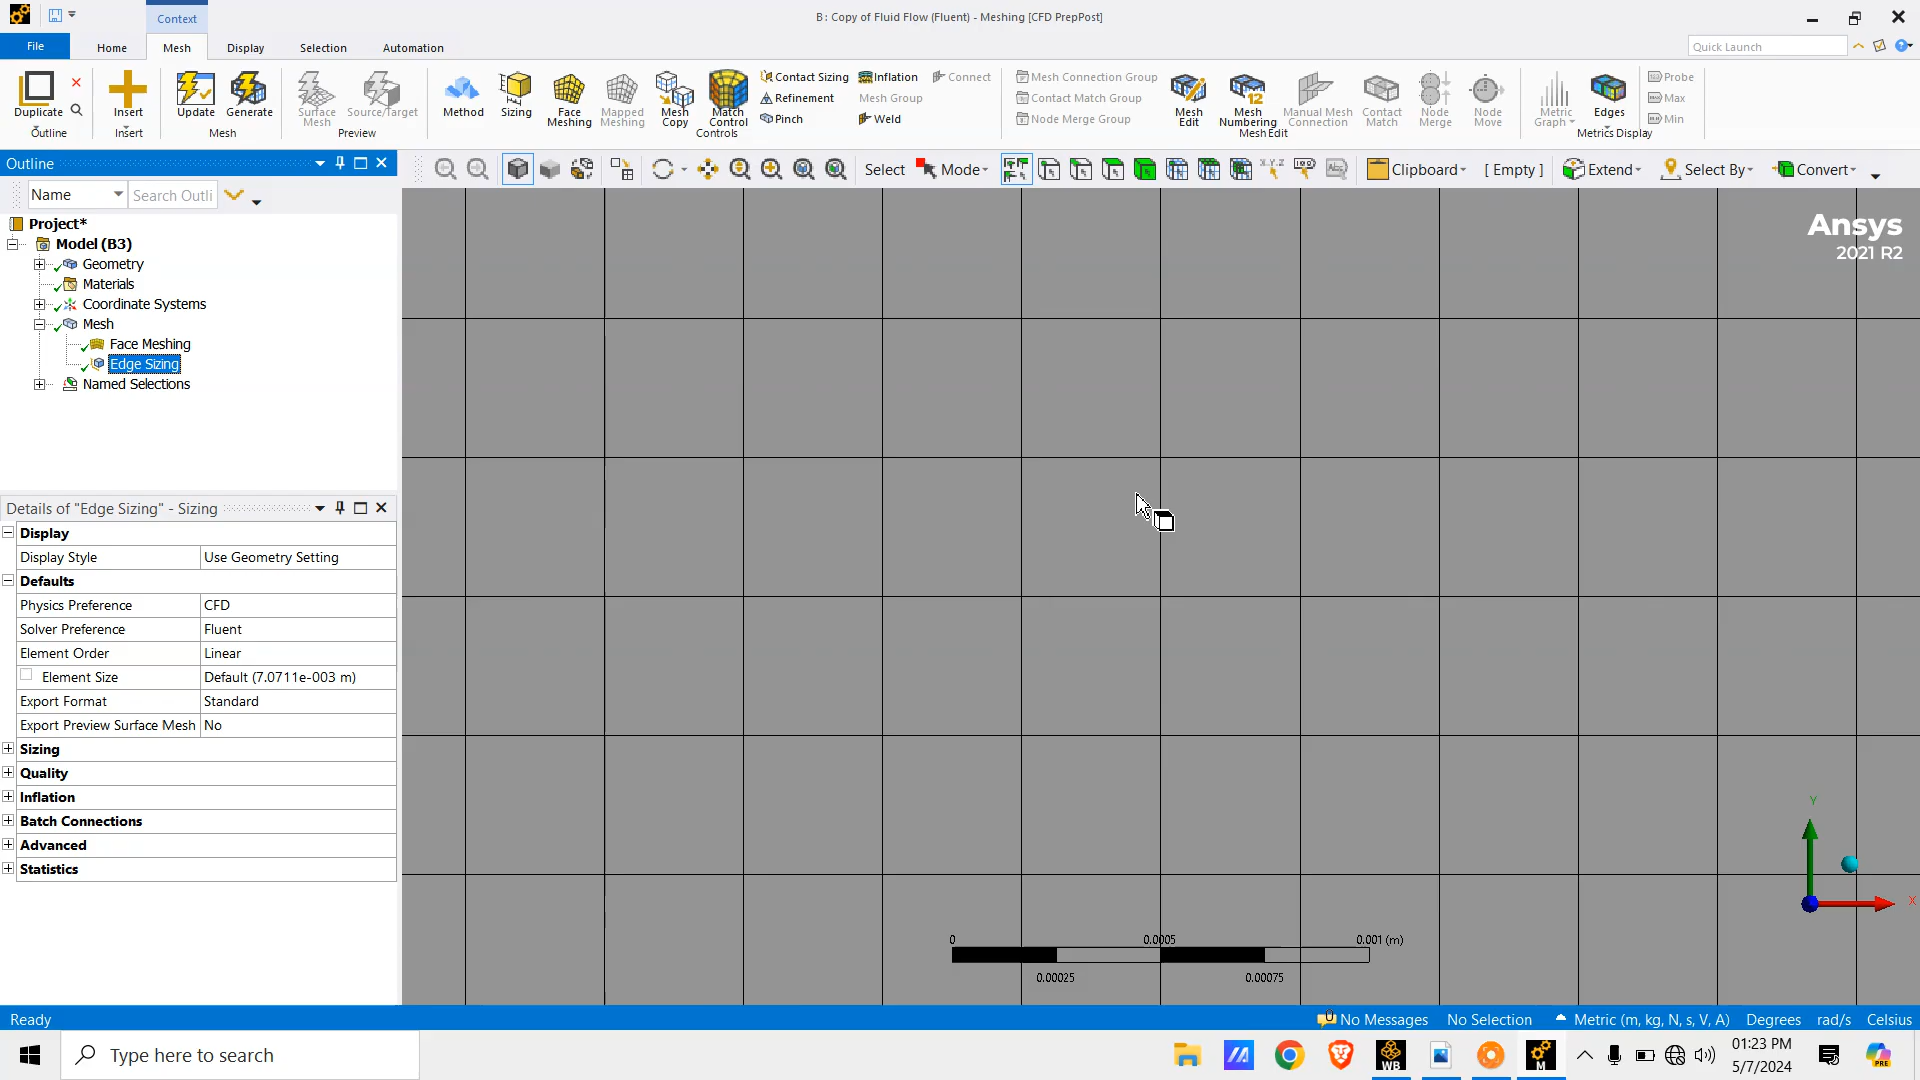 B : Copy of Fluid Flow (Fluent) - Meshing [CFD PrepPost]
Context
File
Home
Mesh
Display
Selection
Automation
Quick Launch
Duplicate
Outline
Insert
Insert
Update
Generate
Mesh
Surface Mesh
Source/Target
Preview
Method
Sizing
Face Meshing
Mapped Meshing
Mesh Copy
Match Control
Contact Sizing
Refinement
Pinch
Inflation
Mesh Group
Weld
Connect
Controls
Mesh Connection Group
Contact Match Group
Node Merge Group
Mesh Edit
Mesh Numbering
Manual Mesh Connection
Contact Match
Node Merge
Node Move
Mesh Edit
Metric Graph
Edges
Probe
Max
Min
Metrics Display
Outline
Select
Mode
Clipboard
[ Empty ]
Extend
Select By
Convert
Name
Search Outli
Project*
Model (B3)
Geometry
Materials
Coordinate Systems
Mesh
Face Meshing
Edge Sizing
Named Selections
Ansys
2021 R2
Details of "Edge Sizing" - Sizing
Display
Display Style Use Geometry Setting
Defaults
Physics Preference CFD
Solver Preference Fluent
Element Order Linear
Element Size Default (7.0711e-003 m)
Export Format Standard
Export Preview Surface Mesh No
Sizing
Quality
Inflation
Batch Connections
Advanced
Statistics
Y
X
0 0.0005 0.001 (m)
0.00025 0.00075
Ready
No Messages
No Selection
Metric (m, kg, N, s, V, A)
Degrees
rad/s
Celsius
Type here to search
WB
M
01:23 PM
5/7/2024
PRE